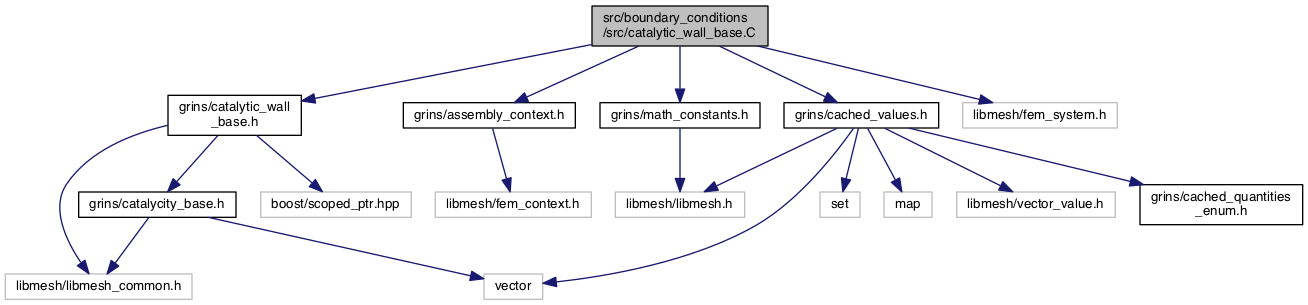 src/boundary_conditions
/src/catalytic_wall_base.C
grins/catalytic_wall
_base.h
grins/assembly_context.h
grins/math_constants.h
grins/cached_values.h
libmesh/fem_system.h
grins/catalycity_base.h
boost/scoped_ptr.hpp
libmesh/fem_context.h
libmesh/libmesh.h
set
map
libmesh/vector_value.h
grins/cached_quantities
_enum.h
libmesh/libmesh_common.h
vector